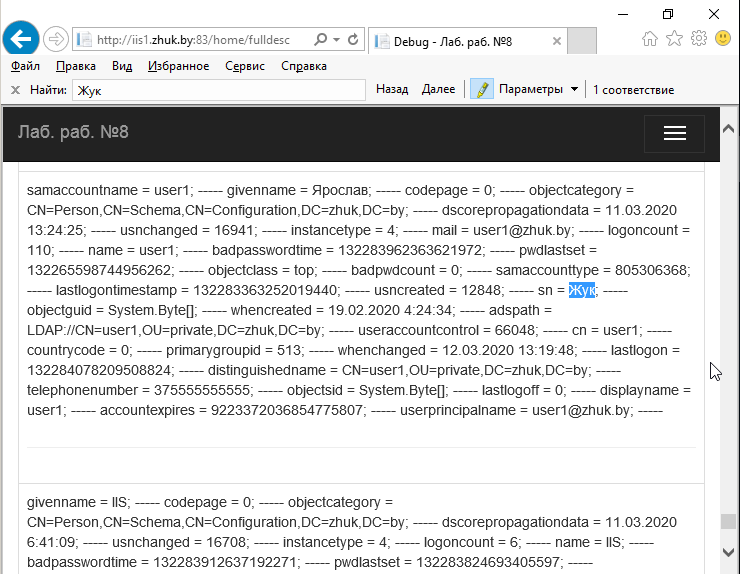 http://iis1.zhuk.by:83/home/fulldesc
Debug - Лаб. раб. №8
Файл Правка Вид Избранное Сервис Справка
Найти: Жук Назад Далее Параметры 1 соответствие
Лаб. раб. №8
samaccountname = user1; ----- givenname = Ярослав; ----- codepage = 0; ----- objectcategory =
CN=Person,CN=Schema,CN=Configuration,DC=zhuk,DC=by; ----- dscorepropagationdata = 11.03.2020
13:24:25; ----- usnchanged = 16941; ----- instancetype = 4; ----- mail = user1@zhuk.by; ----- logoncount =
110; ----- name = user1; ----- badpasswordtime = 132283962363621972; ----- pwdlastset =
132265598744956262; ----- objectclass = top; ----- badpwdcount = 0; ----- samaccounttype = 805306368;
----- lastlogontimestamp = 132283363252019440; ----- usncreated = 12848; ----- sn = Жук; -----
objectguid = System.Byte[]; ----- whencreated = 19.02.2020 4:24:34; ----- adspath =
LDAP://CN=user1,OU=private,DC=zhuk,DC=by; ----- useraccountcontrol = 66048; ----- cn = user1; -----
countrycode = 0; ----- primarygroupid = 513; ----- whenchanged = 12.03.2020 13:19:48; ----- lastlogon =
132284078209508824; ----- distinguishedname = CN=user1,OU=private,DC=zhuk,DC=by; -----
telephonenumber = 375555555555; ----- objectsid = System.Byte[]; ----- lastlogoff = 0; ----- displayname =
user1; ----- accountexpires = 9223372036854775807; ----- userprincipalname = user1@zhuk.by; -----
givenname = IIS; ----- codepage = 0; ----- objectcategory =
CN=Person,CN=Schema,CN=Configuration,DC=zhuk,DC=by; ----- dscorepropagationdata = 11.03.2020
6:41:09; ----- usnchanged = 16708; ----- instancetype = 4; ----- logoncount = 6; ----- name = IIS; -----
badpasswordtime = 132283912637192271; ----- pwdlastset = 132283824693405597; -----